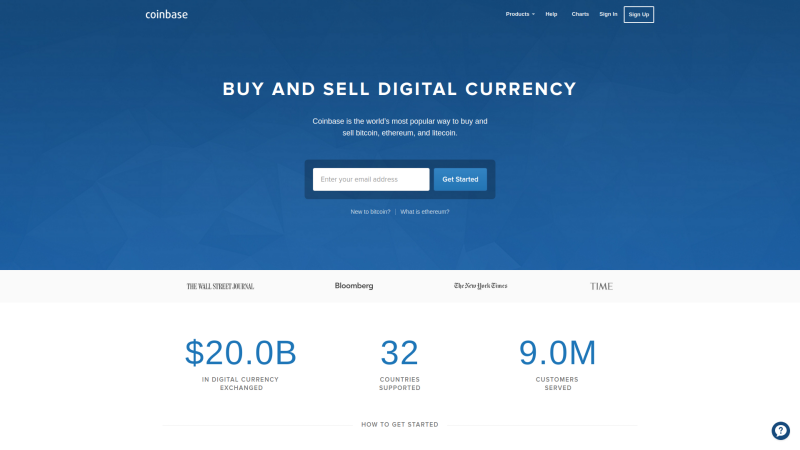 coinbase
Products
Help
Charts
Sign In
Sign Up
BUY AND SELL DIGITAL CURRENCY
Coinbase is the world's most popular way to buy and
sell bitcoin, ethereum, and litecoin.
Enter your email address
Get Started
New to bitcoin? | What is ethereum?
THE WALL STREET JOURNAL
Bloomberg
The New York Times
TIME
$20.0B
32
9.0M
IN DIGITAL CURRENCY
EXCHANGED
COUNTRIES
SUPPORTED
CUSTOMERS
SERVED
HOW TO GET STARTED
?